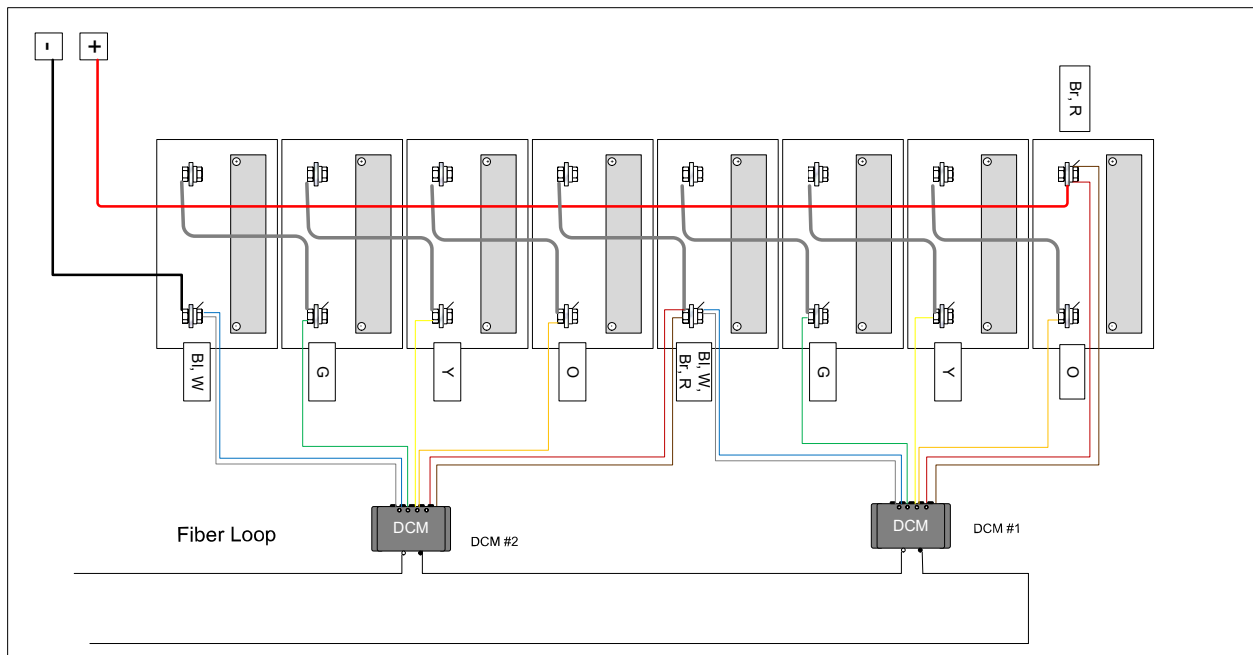 -
+
Br, R
Bl, W
G
Y
O
Bl, W,
Br, R
G
Y
O
DCM
DCM
Fiber Loop
DCM #2
DCM #1